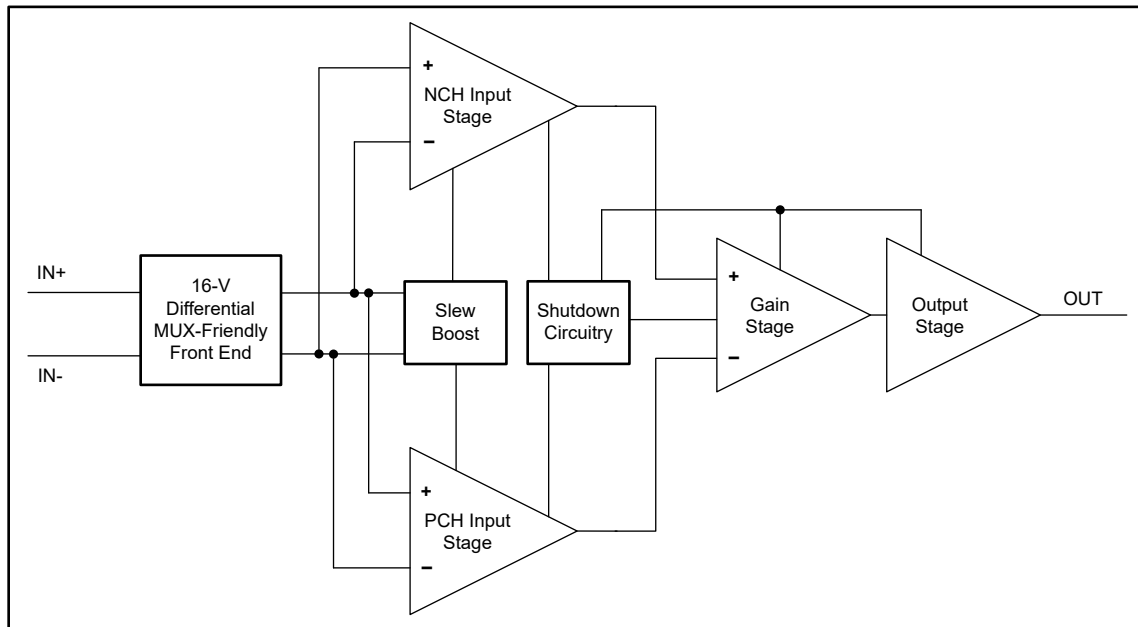 +
NCH Input
Stage
−
IN+
IN-
16-V
Differential
MUX-Friendly
Front End
Slew
Boost
Shutdown
Circuitry
+
Gain
Stage
−
Output
Stage
OUT
+
PCH Input
Stage
−